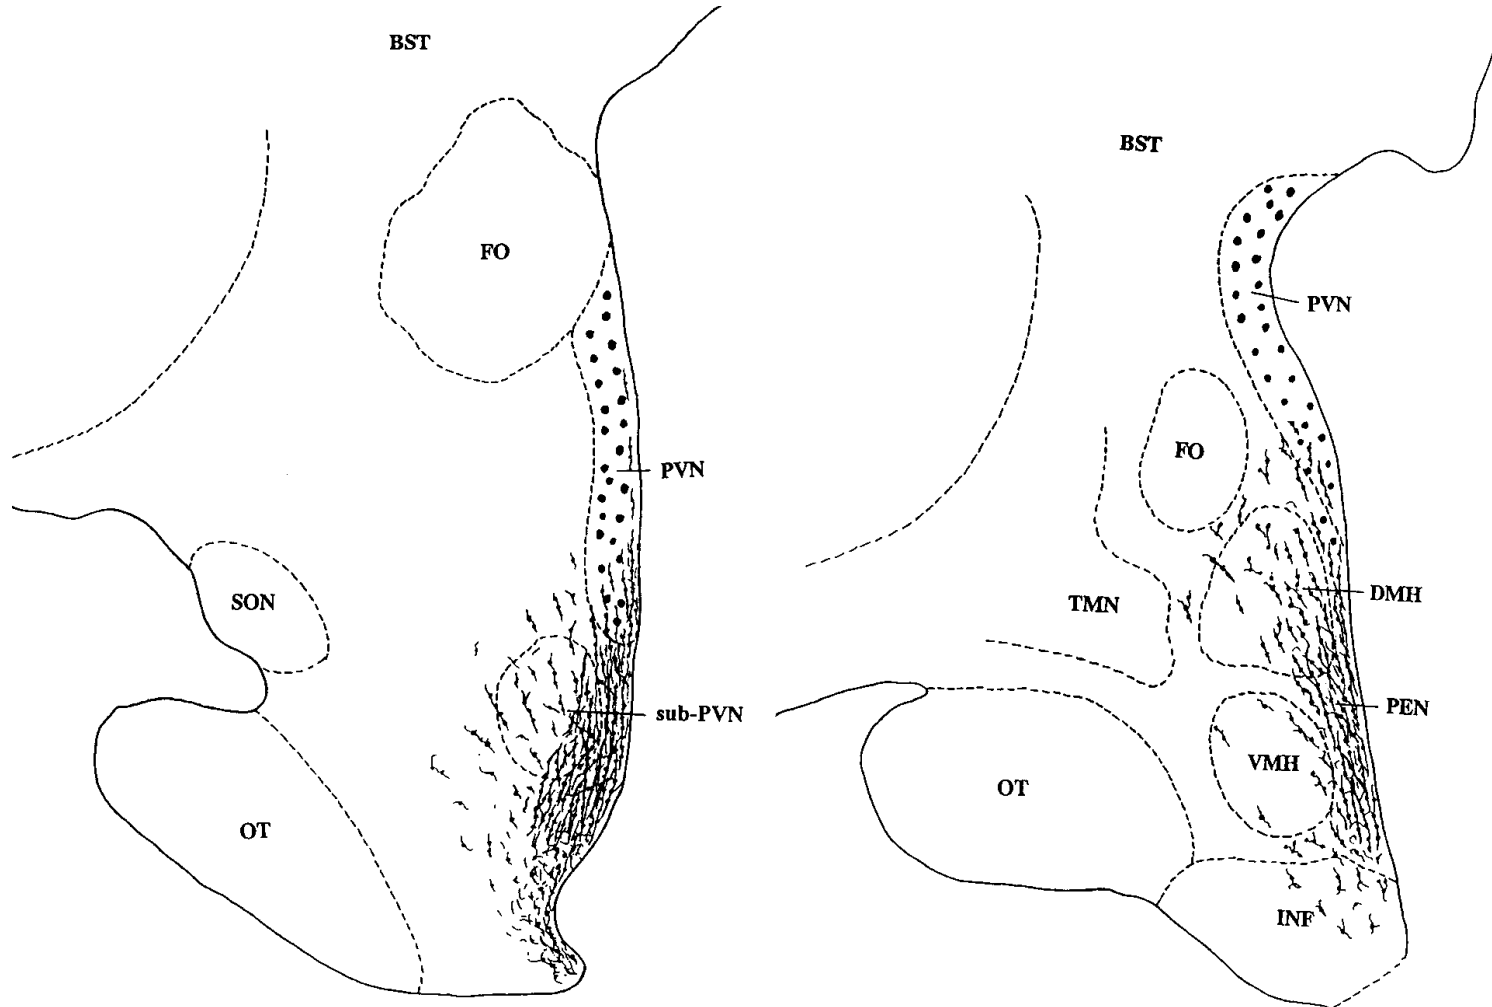 BST
FO
PVN
SON
sub-PVN
OT
BST
PVN
FO
DMH
TMN
PEN
VMH
OT
INF